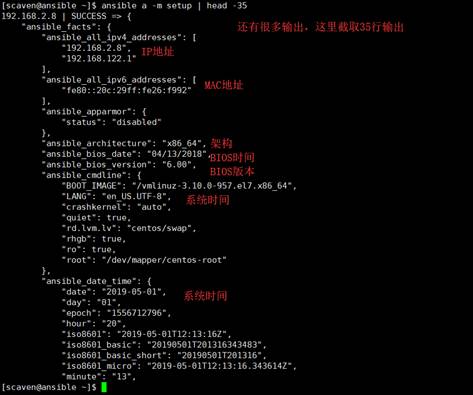 [scaven@ansible ~]$ ansible a -m setup | head -35
192.168.2.8 | SUCCESS => {
"ansible_facts": { 还有很多输出，这里截取35行输出
"ansible_all_ipv4_addresses": [
"192.168.2.8", IP地址
"192.168.122.1"
],
"ansible_all_ipv6_addresses": [ MAC地址
"fe80::20c:29ff:fe26:f992"
],
"ansible_apparmor": {
"status": "disabled"
},
"ansible_architecture": "x86_64", 架构
"ansible_bios_date": "04/13/2018", BIOS时间
"ansible_bios_version": "6.00", BIOS版本
"ansible_cmdline": {
"BOOT_IMAGE": "/vmlinuz-3.10.0-957.el7.x86_64",
"LANG": "en_US.UTF-8", 系统时间
"crashkernel": "auto",
"quiet": true,
"rd.lvm.lv": "centos/swap",
"rhgb": true,
"ro": true,
"root": "/dev/mapper/centos-root"
},
"ansible_date_time": {
"date": "2019-05-01", 系统时间
"day": "01",
"epoch": "1556712796",
"hour": "20",
"iso8601": "2019-05-01T12:13:16Z",
"iso8601_basic": "20190501T201316343483",
"iso8601_basic_short": "20190501T201316",
"iso8601_micro": "2019-05-01T12:13:16.343614Z",
"minute": "13",
[scaven@ansible ~]$